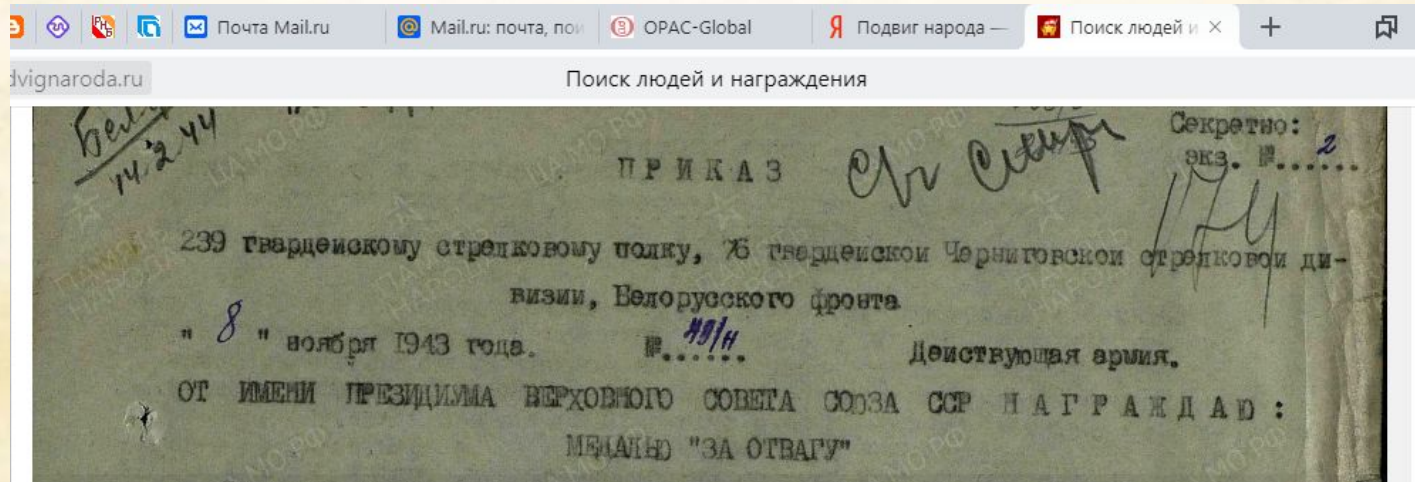 Почта Mail.ru
Mail.ru: почта, пои
OPAC-Global
Подвиг народа —
Поиск людей и
dvignaroda.ru
Поиск людей и награждения
14.2.44
Секретно:
экз. №......2
ПРИКАЗ
174
239 гвардейскому стрелковому полку, 76 гвардейской Черниговской стрелковой ди-
визии, Белорусского фронта
" 8 " ноября 1943 года. №...... Действующая армия.
ОТ ИМЕНИ ПРЕЗИДИУМА ВЕРХОВНОГО СОВЕТА СОЮЗА ССР НАГРАЖДАЮ:
МЕДАЛЬЮ "ЗА ОТВАГУ"